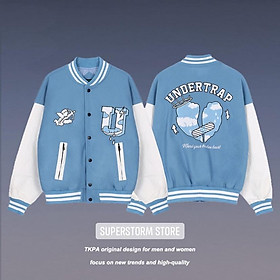 UNDERTRAP
U
SUPERSTORM STORE
TKPA original design for men and women
focus on new trends and high-quality